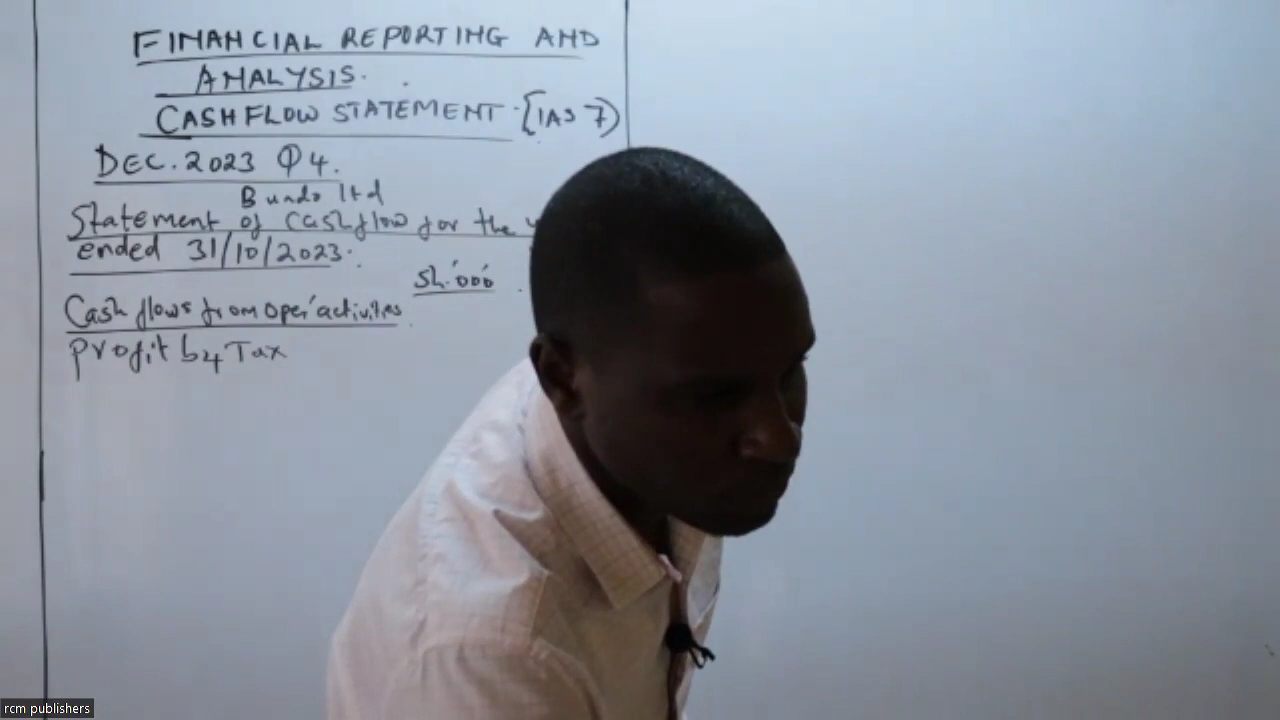 FINANCIAL REPORTING AND
ANALYSIS.
CASHFLOW STATEMENT (IAS 7)
DEC. 2023 Q4.
Bundo ltd
Statement of cashflow for the
ended 31/10/2023.
Sh.'000'
Cash flows from oper' activities
profit b4 Tax
rcm publishers